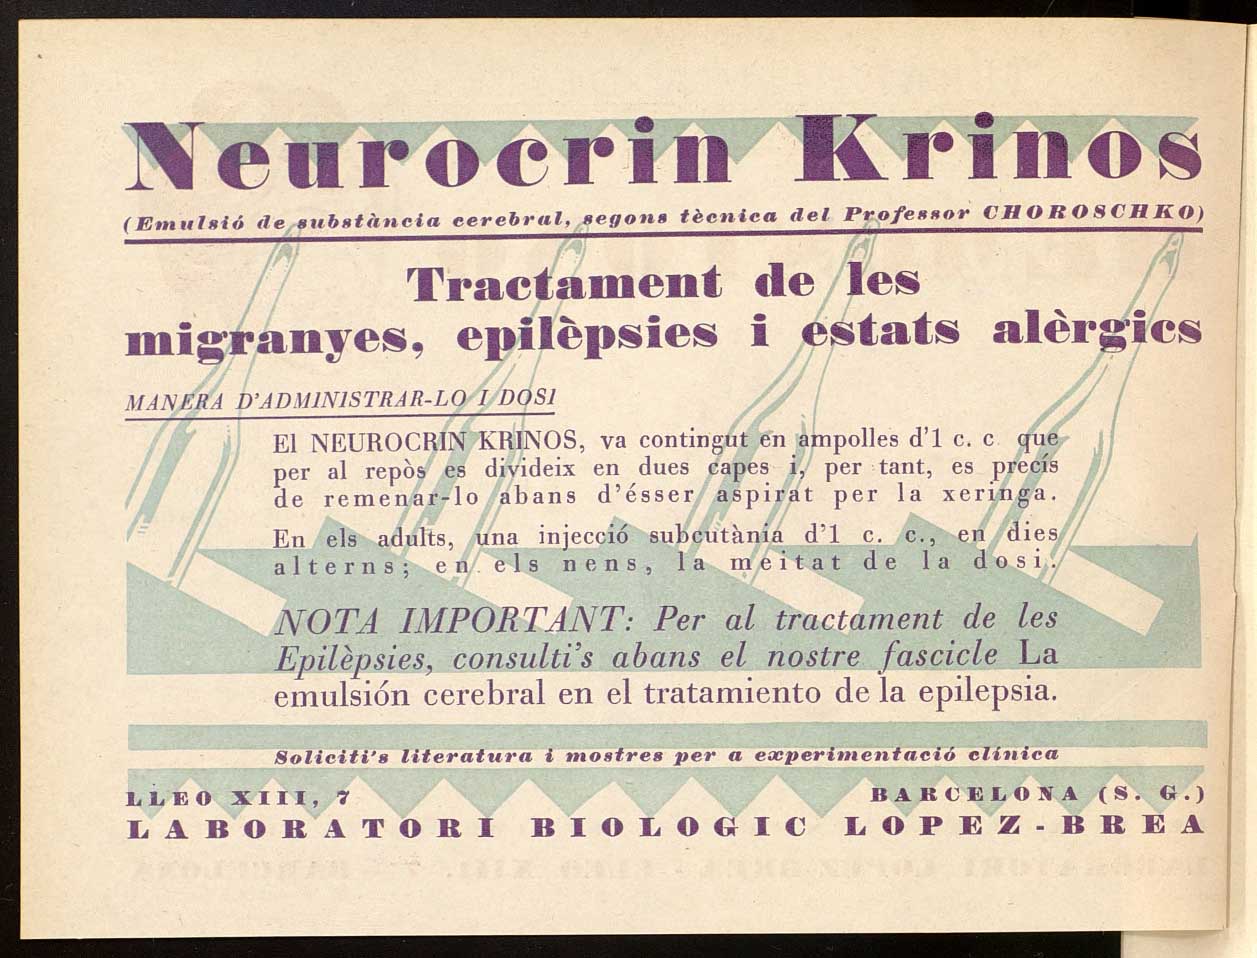 Neurocrin Krinos
(Emulsió de substància cerebral, segons tècnica del Professor CHOROSCHKO)
Tractament de les
migranyes, epilèpsies i estats alèrgics
MANERA D'ADMINISTRAR-LO I DOSI
El NEUROCRIN KRINOS, va contingut en ampolles d'1 c. c que
per al repòs es divideix en dues capes i, per tant, es precís
de remenar-lo abans d'ésser aspirat per la xeringa.
En els adults, una injecció subcutània d'1 c. c., en dies
alterns; en els nens, la meitat de la dosi.
NOTA IMPORTANT: Per al tractament de les
Epilèpsies, consulti's abans el nostre fascicle La
emulsión cerebral en el tratamiento de la epilepsia.
Soliciti's literatura i mostres per a experimentació clínica
LLEO XIII, 7 BARCELONA (S. G.)
LABORATORI BIOLOGIC LOPEZ-BREA